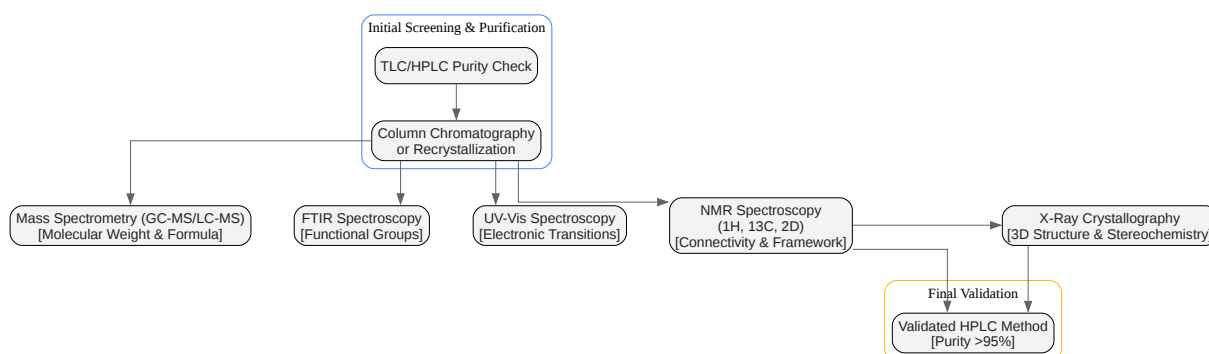 Initial Screening & Purification
TLC/HPLC Purity Check
Column Chromatography
or Recrystallization
Mass Spectrometry (GC-MS/LC-MS)
[Molecular Weight & Formula]
FTIR Spectroscopy
[Functional Groups]
UV-Vis Spectroscopy
[Electronic Transitions]
NMR Spectroscopy
(1H, 13C, 2D)
[Connectivity & Framework]
X-Ray Crystallography
[3D Structure & Stereochemistry]
Final Validation
Validated HPLC Method
[Purity >95%]